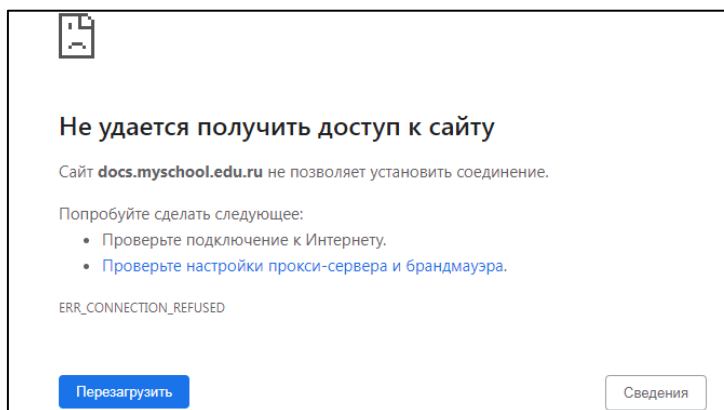 Не удается получить доступ к сайту
Сайт docs.myschool.edu.ru не позволяет установить соединение.
Попробуйте сделать следующее:
• Проверьте подключение к Интернету.
• Проверьте настройки прокси-сервера и брандмауэра.
ERR_CONNECTION_REFUSED
Перезагрузить
Сведения